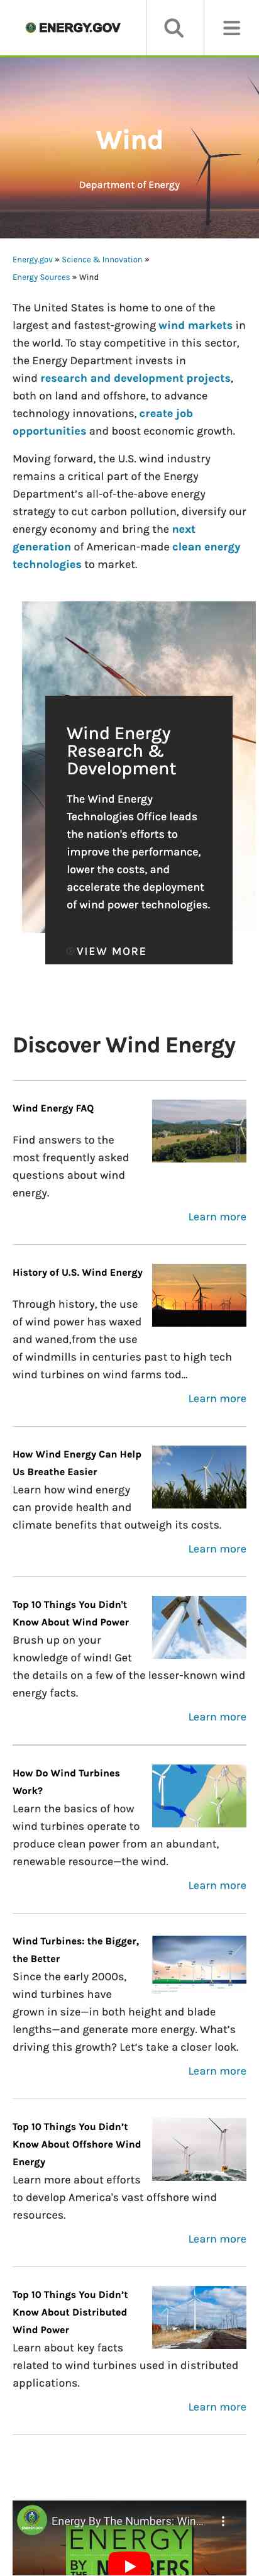 ENERGY.GOV
Wind
Department of Energy
Energy.gov » Science & Innovation »
Energy Sources » Wind
The United States is home to one of the
largest and fastest-growing wind markets in
the world. To stay competitive in this sector,
the Energy Department invests in
wind research and development projects,
both on land and offshore, to advance
technology innovations, create job
opportunities and boost economic growth.
Moving forward, the U.S. wind industry
remains a critical part of the Energy
Department's all-of-the-above energy
strategy to cut carbon pollution, diversify our
energy economy and bring the next
generation of American-made clean energy
technologies to market.
Wind Energy
Research &
Development
The Wind Energy
Technologies Office leads
the nation's efforts to
improve the performance,
lower the costs, and
accelerate the deployment
of wind power technologies.
VIEW MORE
Discover Wind Energy
Wind Energy FAQ
Find answers to the
most frequently asked
questions about wind
energy.
Learn more
History of U.S. Wind Energy
Through history, the use
of wind power has waxed
and waned,from the use
of windmills in centuries past to high tech
wind turbines on wind farms tod...
Learn more
How Wind Energy Can Help
Us Breathe Easier
Learn how wind energy
can provide health and
climate benefits that outweigh its costs.
Learn more
Top 10 Things You Didn't
Know About Wind Power
Brush up on your
knowledge of wind! Get
the details on a few of the lesser-known wind
energy facts.
Learn more
How Do Wind Turbines
Work?
Learn the basics of how
wind turbines operate to
produce clean power from an abundant,
renewable resource—the wind.
Learn more
Wind Turbines: the Bigger,
the Better
Since the early 2000s,
wind turbines have
grown in size—in both height and blade
lengths—and generate more energy. What's
driving this growth? Let's take a closer look.
Learn more
Top 10 Things You Didn't
Know About Offshore Wind
Energy
Learn more about efforts
to develop America's vast offshore wind
resources.
Learn more
Top 10 Things You Didn't
Know About Distributed
Wind Power
Learn about key facts
related to wind turbines used in distributed
applications.
Learn more
Energy By The Numbers: Win...
ENERGY
BY
THE NUMBERS